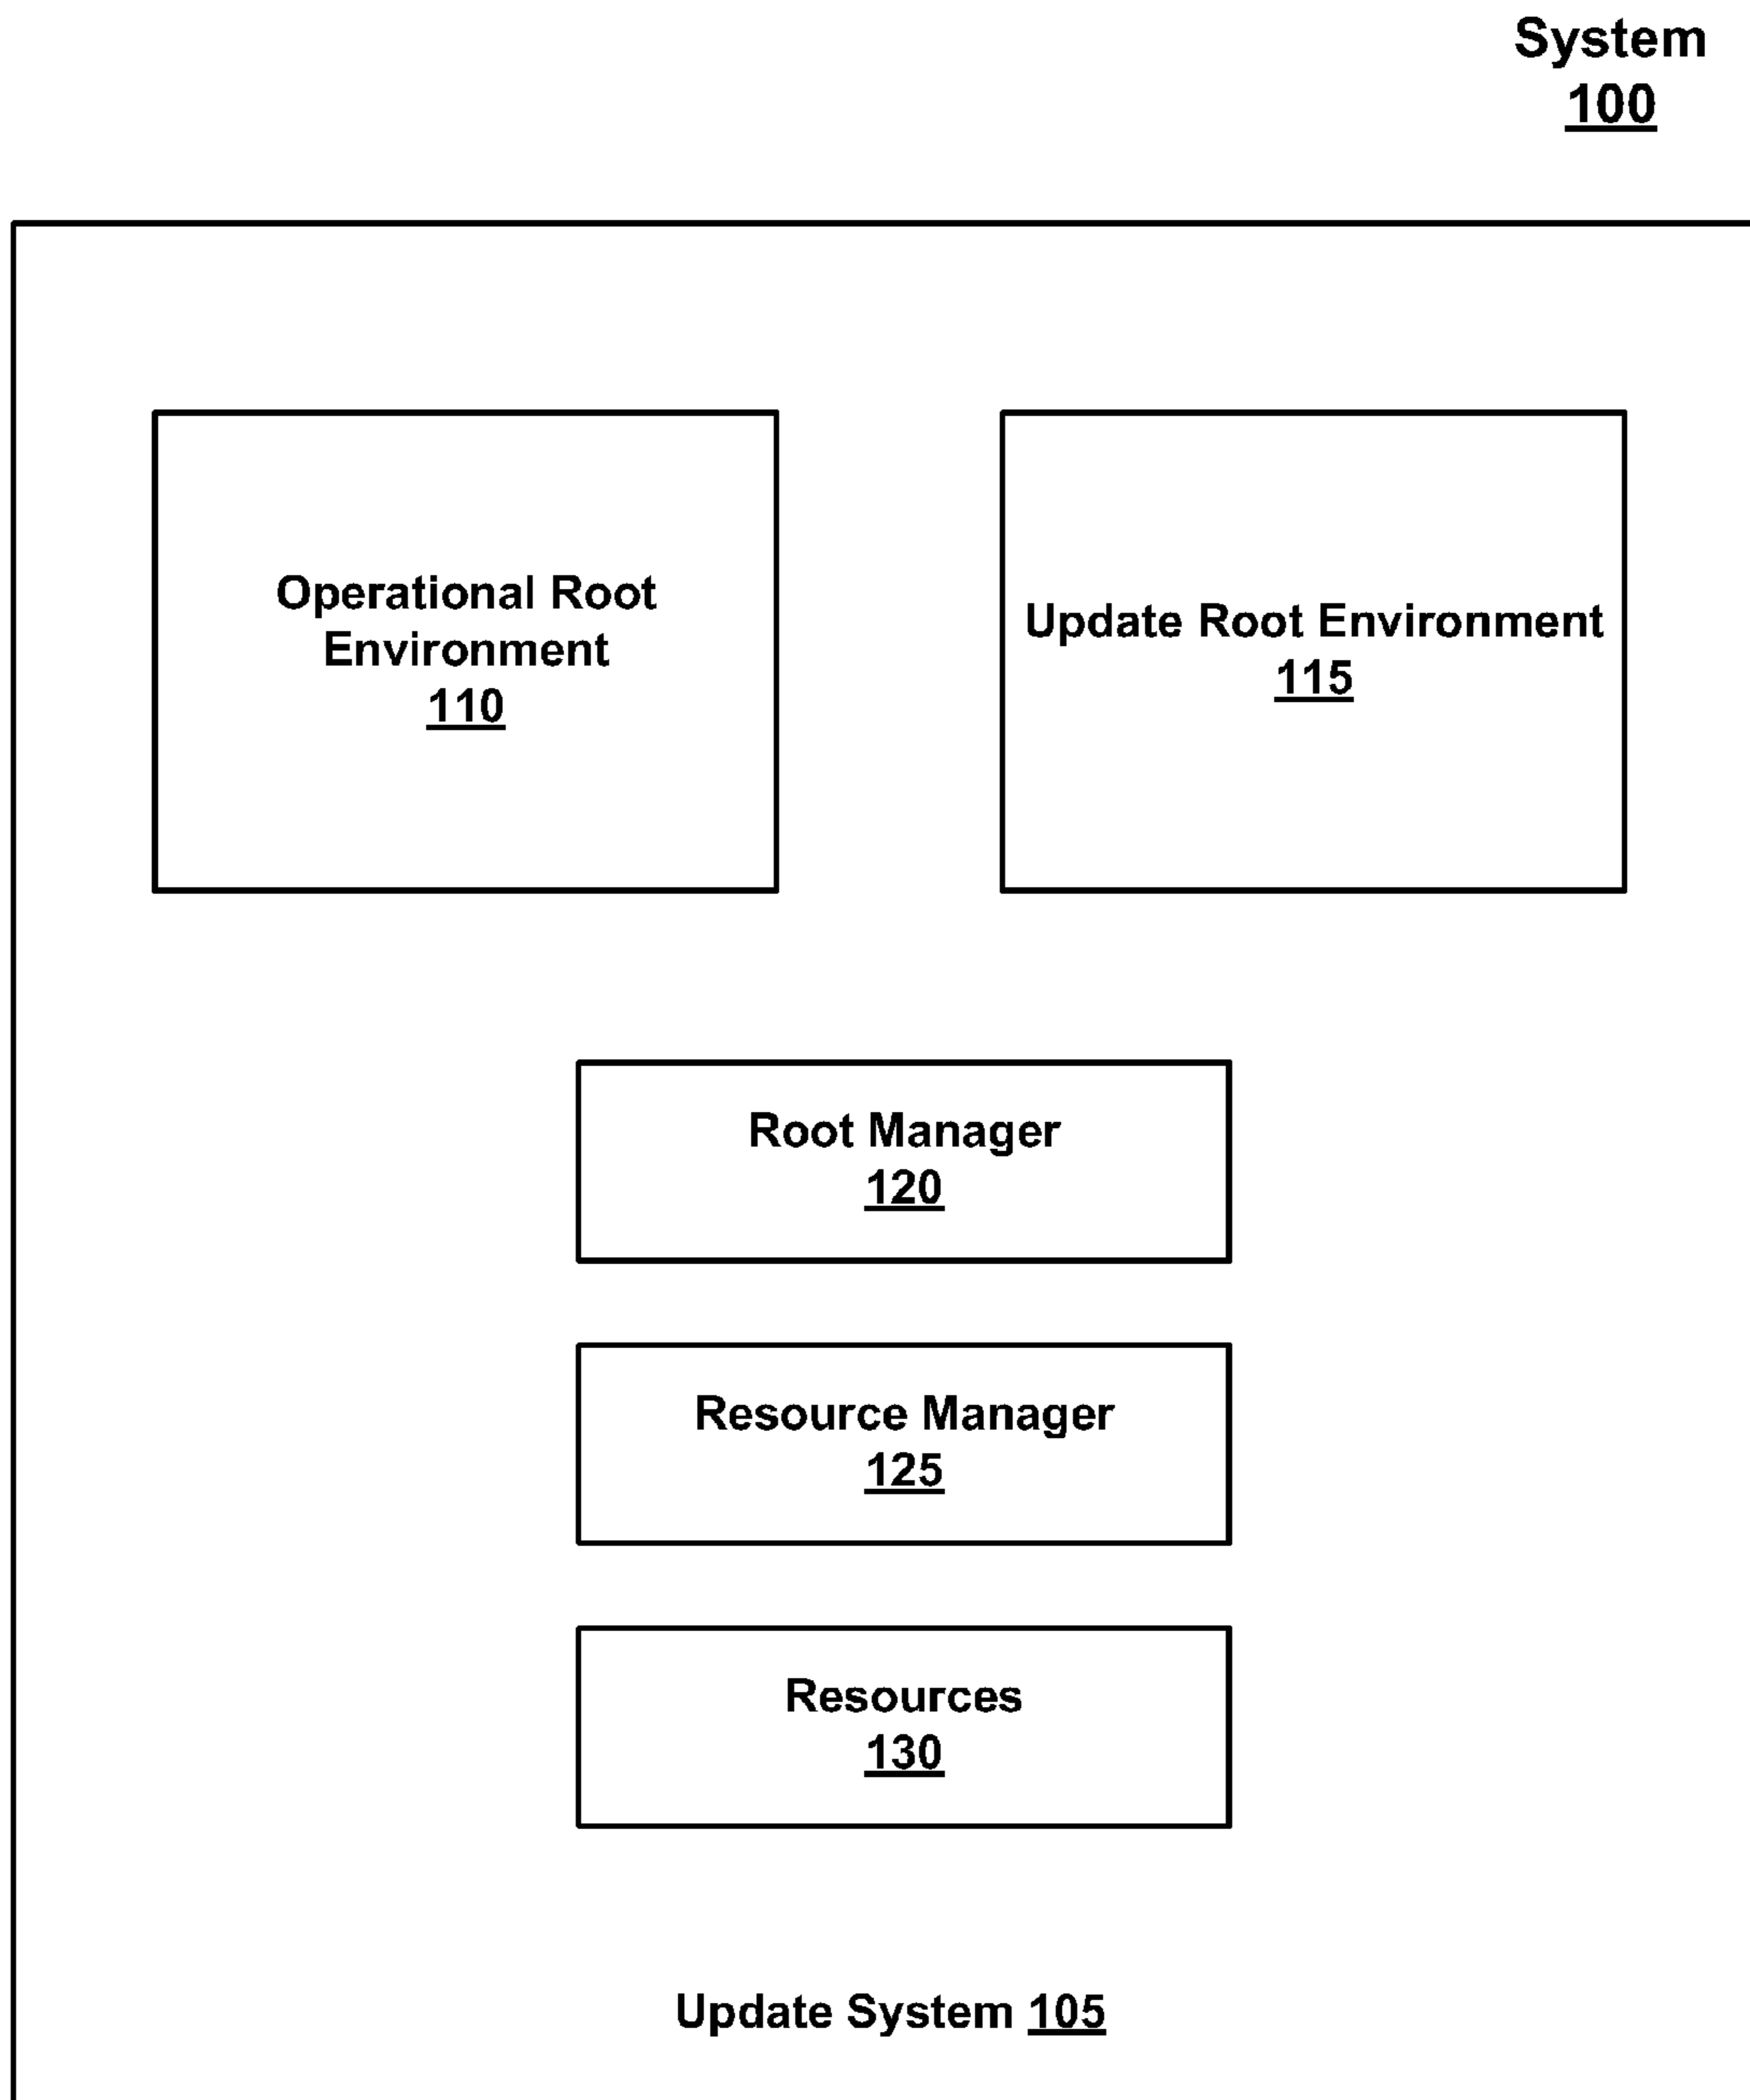 System
100
Operational Root
Environment
110
Update Root Environment
115
Root Manager
120
Resource Manager
125
Resources
130
Update System 105